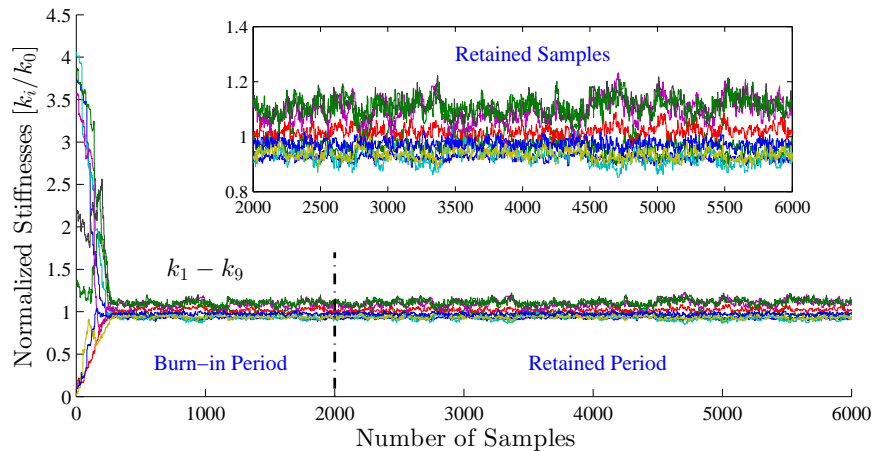 Normalized Stiffnesses [k_i/k_0]
4.5
4
3.5
3
2.5
2
1.5
1
0.5
0
1.4
1.2
1
0.8
Retained Samples
2000 2500 3000 3500 4000 4500 5000 5500 6000
k_1 − k_9
Burn−in Period
Retained Period
0 1000 2000 3000 4000 5000 6000
Number of Samples